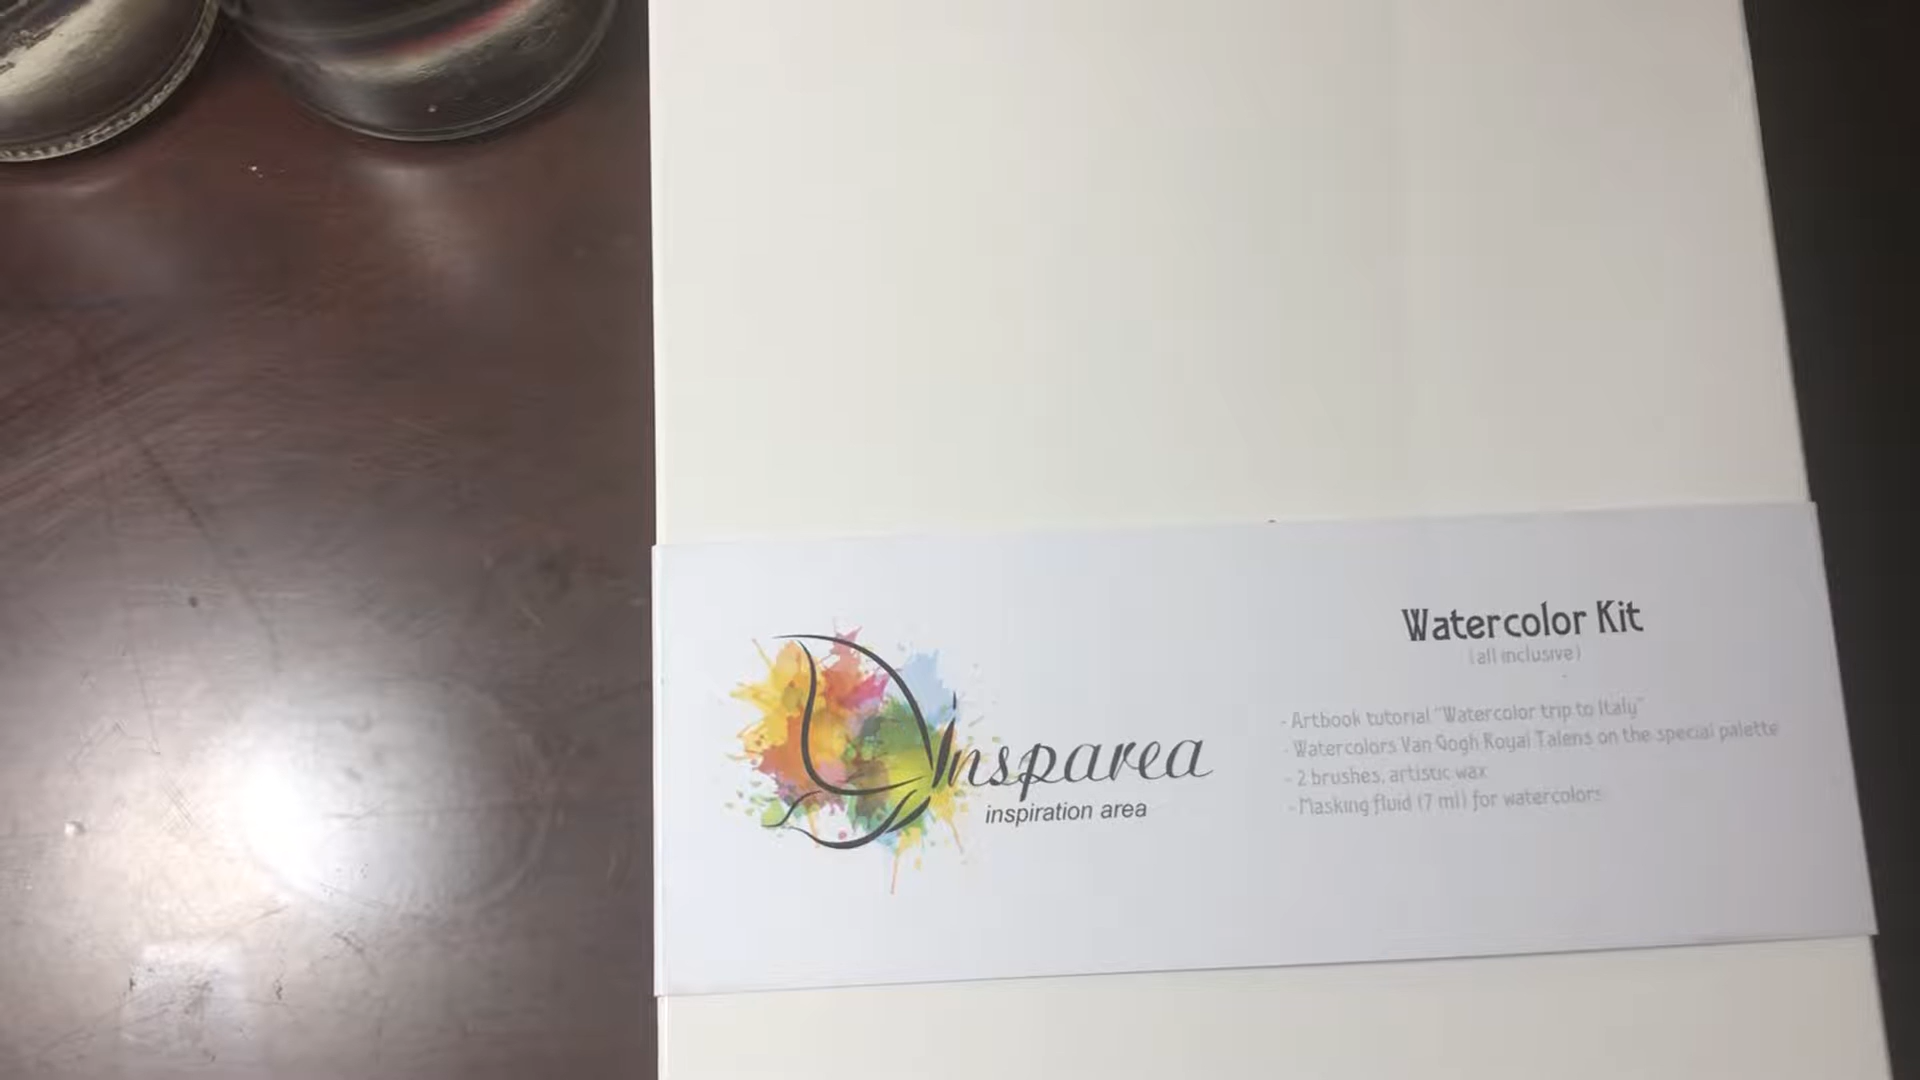 Insparea
inspiration area
Watercolor Kit
(all inclusive)
- Artbook tutorial "Watercolor trip to Italy"
- Watercolors Van Gogh Royal Talens on the special palette
- 2 brushes, artistic wax
- Masking fluid (7 ml) for watercolors